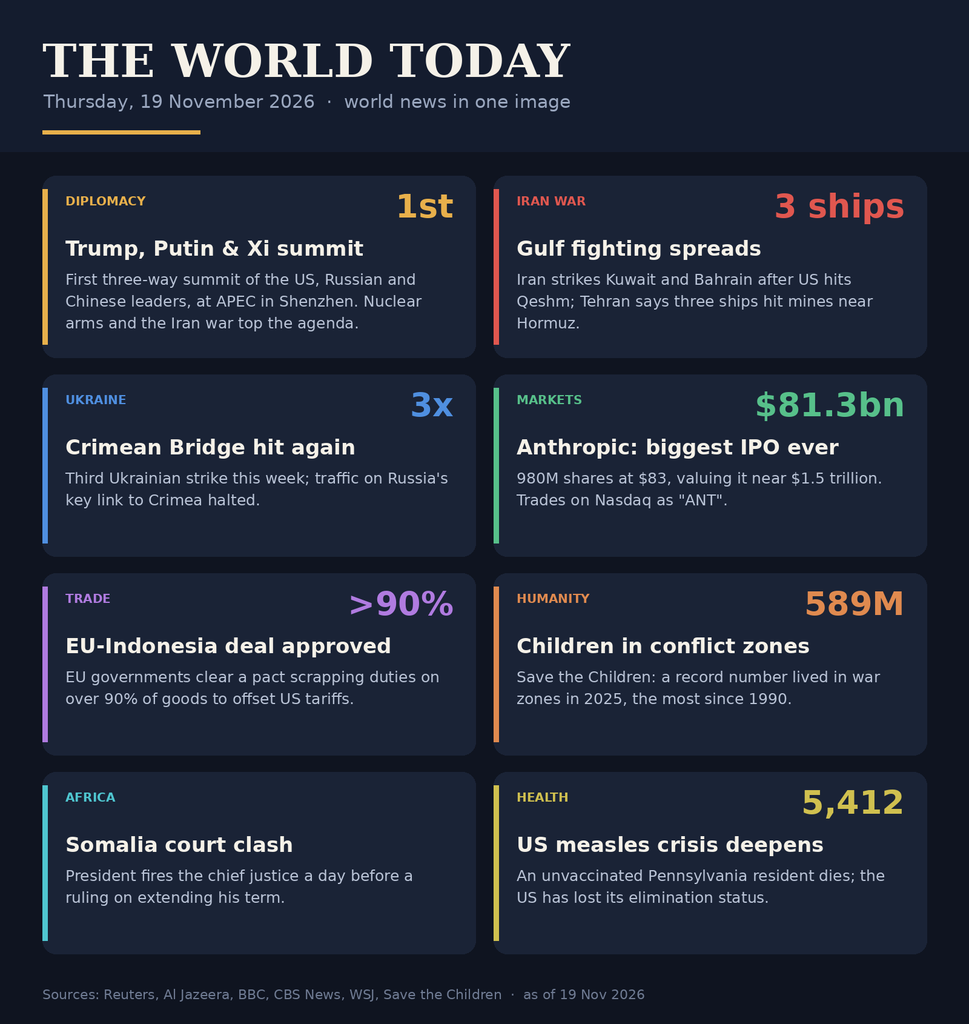 THE WORLD TODAY
Thursday, 19 November 2026 · world news in one image
DIPLOMACY
1st
Trump, Putin & Xi summit
First three-way summit of the US, Russian and
Chinese leaders, at APEC in Shenzhen. Nuclear
arms and the Iran war top the agenda.
IRAN WAR
3 ships
Gulf fighting spreads
Iran strikes Kuwait and Bahrain after US hits
Qeshm; Tehran says three ships hit mines near
Hormuz.
UKRAINE
3x
Crimean Bridge hit again
Third Ukrainian strike this week; traffic on Russia's
key link to Crimea halted.
MARKETS
$81.3bn
Anthropic: biggest IPO ever
980M shares at $83, valuing it near $1.5 trillion.
Trades on Nasdaq as "ANT".
TRADE
>90%
EU-Indonesia deal approved
EU governments clear a pact scrapping duties on
over 90% of goods to offset US tariffs.
HUMANITY
589M
Children in conflict zones
Save the Children: a record number lived in war
zones in 2025, the most since 1990.
AFRICA
Somalia court clash
President fires the chief justice a day before a
ruling on extending his term.
HEALTH
5,412
US measles crisis deepens
An unvaccinated Pennsylvania resident dies; the
US has lost its elimination status.
Sources: Reuters, Al Jazeera, BBC, CBS News, WSJ, Save the Children · as of 19 Nov 2026